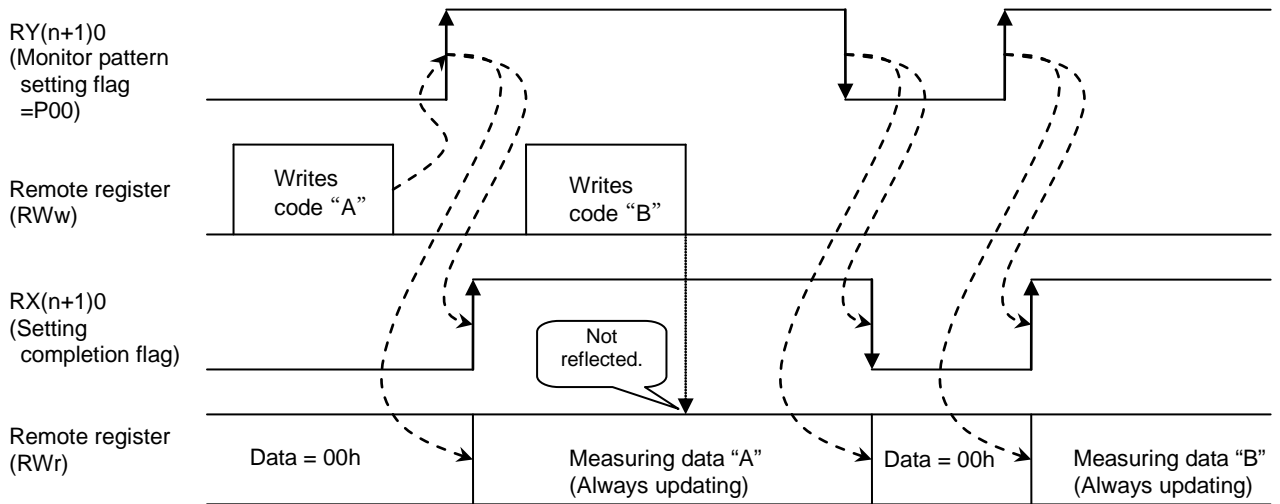 RY(n+1)0
(Monitor pattern
setting flag
=P00)
Remote register
(RWw)
Writes
code “A”
Writes
code “B”
RX(n+1)0
(Setting
completion flag)
Not
reflected.
Remote register
(RWr)
Data = 00h
Measuring data “A”
(Always updating)
Data = 00h
Measuring data “B”
(Always updating)